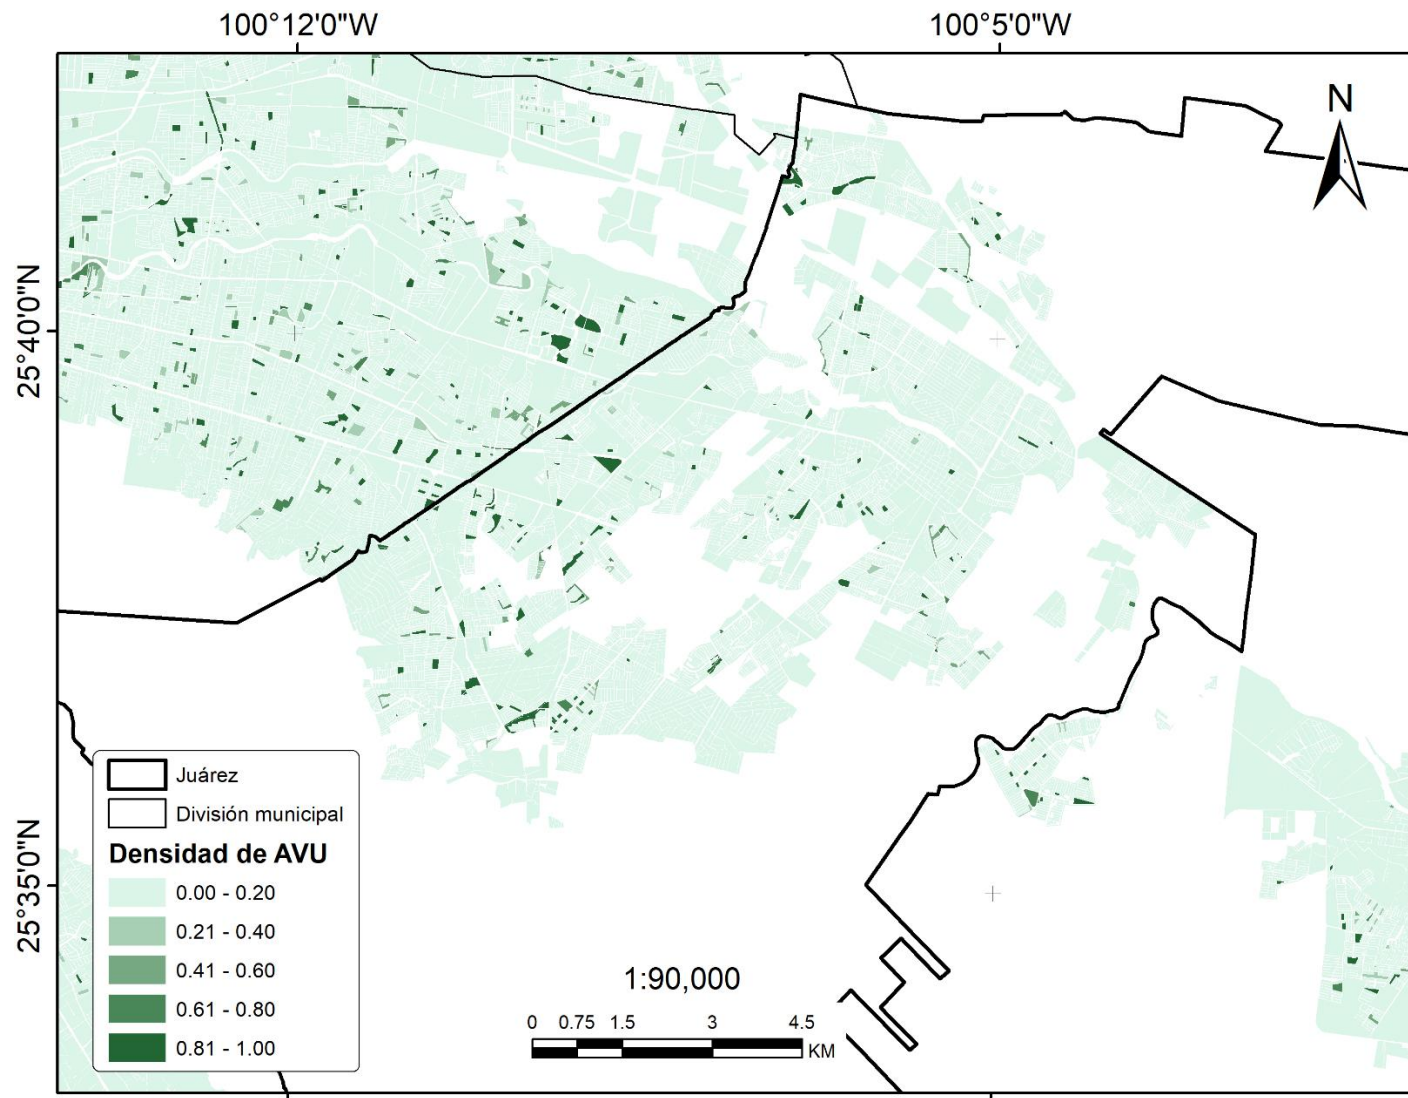 100°12'0"W
100°5'0"W
N
25°40'0"N
25°35'0"N
Juárez
División municipal
Densidad de AVU
0.00 - 0.20
0.21 - 0.40
0.41 - 0.60
0.61 - 0.80
0.81 - 1.00
1:90,000
0 0.75 1.5 3 4.5
KM